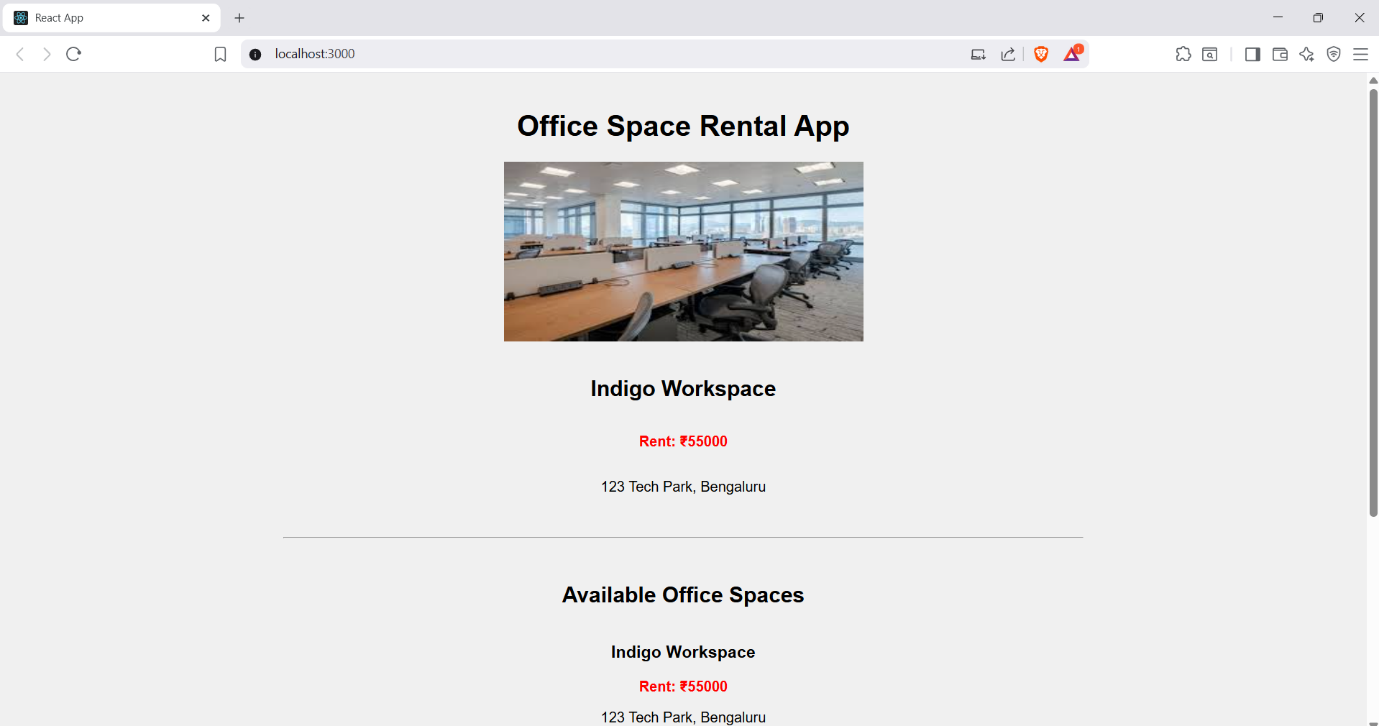 React App
localhost:3000
1
Office Space Rental App
Indigo Workspace
Rent: ₹55000
123 Tech Park, Bengaluru
Available Office Spaces
Indigo Workspace
Rent: ₹55000
123 Tech Park, Bengaluru